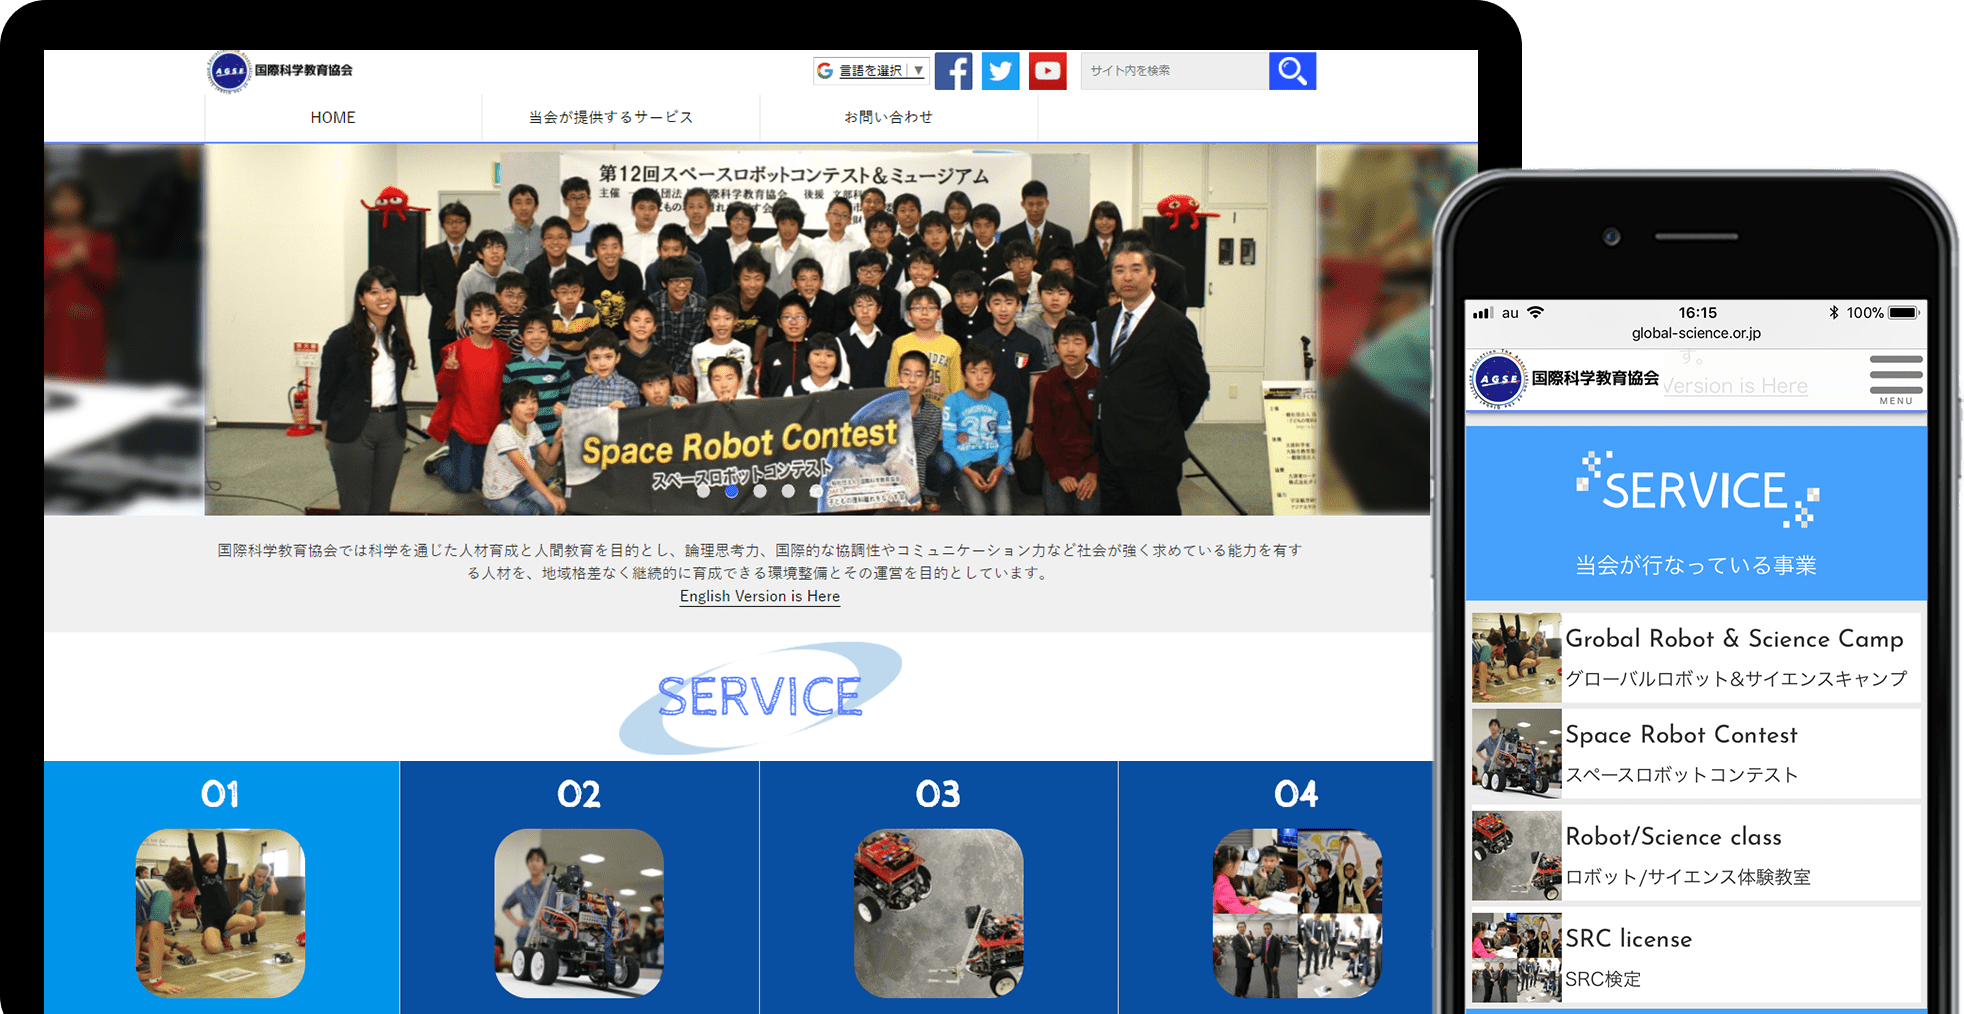 AGSE
国際科学教育協会
言語を選択
サイト内を検索
HOME
当会が提供するサービス
お問い合わせ
第12回スペースロボットコンテスト&ミュージアム
主催
後援
Space Robot Contest
スペースロボットコンテスト
国際科学教育協会では科学を通じた人材育成と人間教育を目的とし、論理思考力、国際的な協調性やコミュニケーション力など社会が強く求めている能力を有す
る人材を、地域格差なく継続的に育成できる環境整備とその運営を目的としています。
English Version is Here
SERVICE
01
02
03
04
au
16:15
100%
global-science.or.jp
す。
AGSE
国際科学教育協会
Version is Here
MENU
SERVICE
当会が行なっている事業
Grobal Robot & Science Camp
グローバルロボット&サイエンスキャンプ
Space Robot Contest
スペースロボットコンテスト
Robot/Science class
ロボット/サイエンス体験教室
SRC license
SRC検定